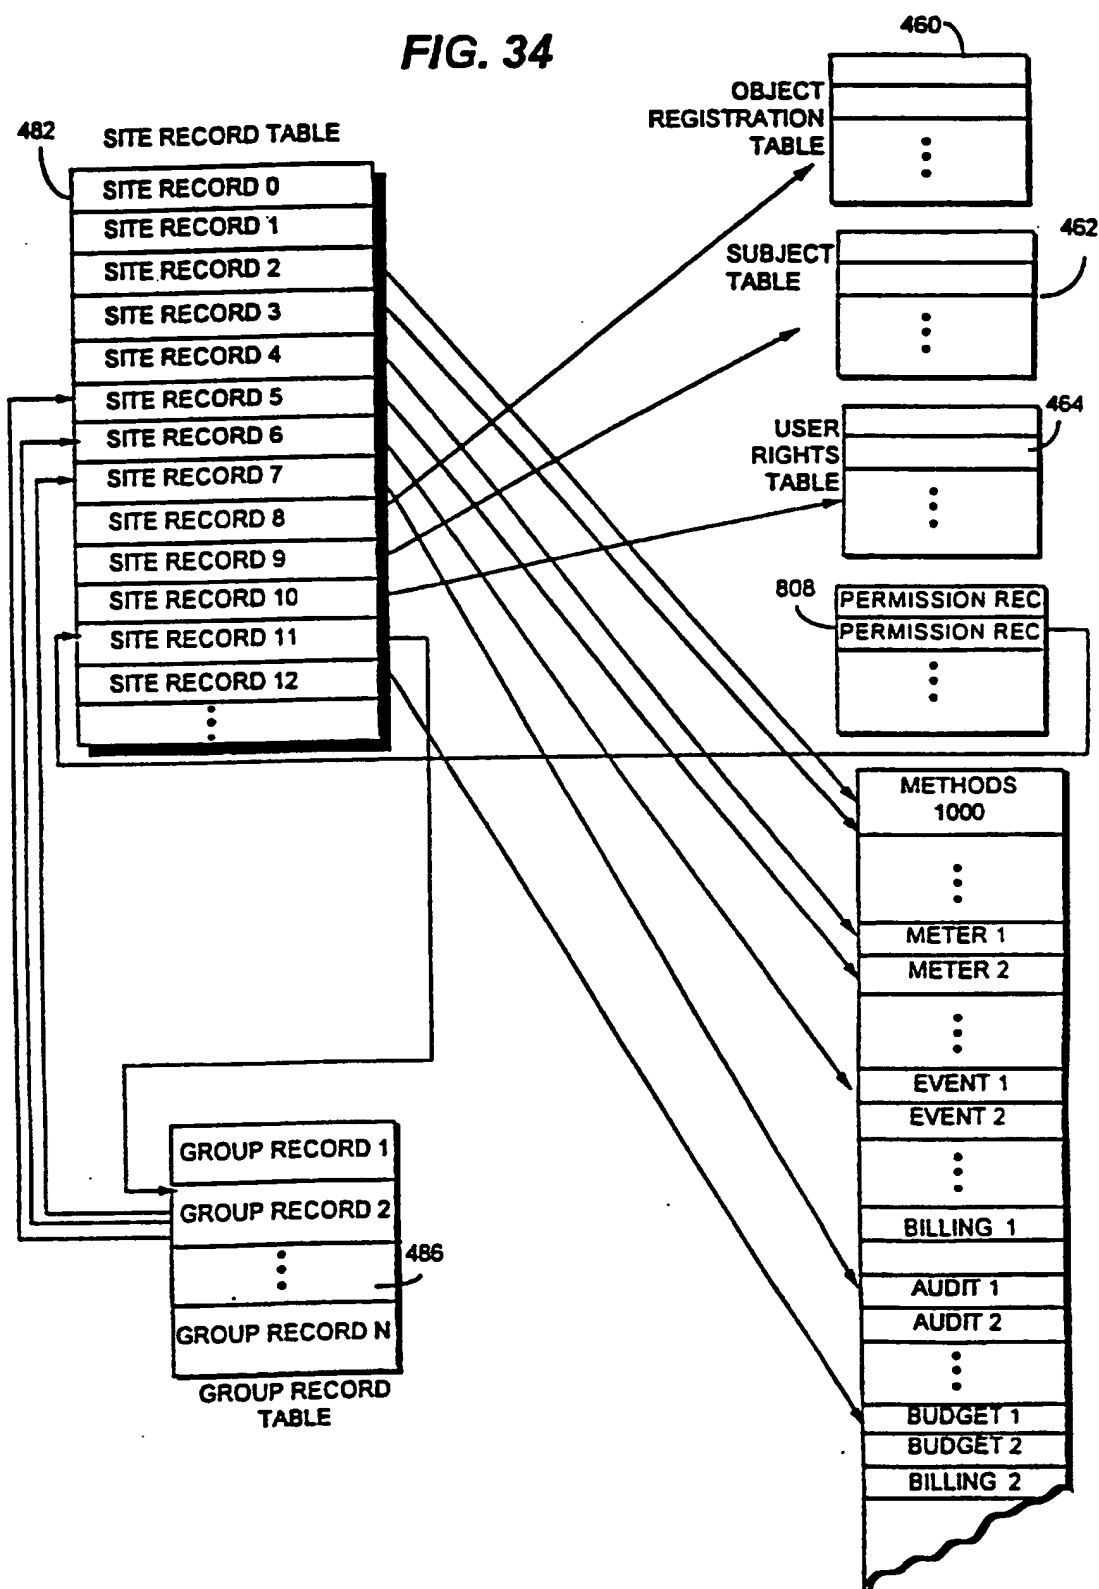 FIG. 34
482
SITE RECORD TABLE
SITE RECORD 0
SITE RECORD 1
SITE RECORD 2
SITE RECORD 3
SITE RECORD 4
SITE RECORD 5
SITE RECORD 6
SITE RECORD 7
SITE RECORD 8
SITE RECORD 9
SITE RECORD 10
SITE RECORD 11
SITE RECORD 12
460
OBJECT
REGISTRATION
TABLE
462
SUBJECT
TABLE
464
USER
RIGHTS
TABLE
808
PERMISSION REC
PERMISSION REC
METHODS
1000
METER 1
METER 2
EVENT 1
EVENT 2
BILLING 1
AUDIT 1
AUDIT 2
BUDGET 1
BUDGET 2
BILLING 2
GROUP RECORD 1
GROUP RECORD 2
486
GROUP RECORD N
GROUP RECORD
TABLE